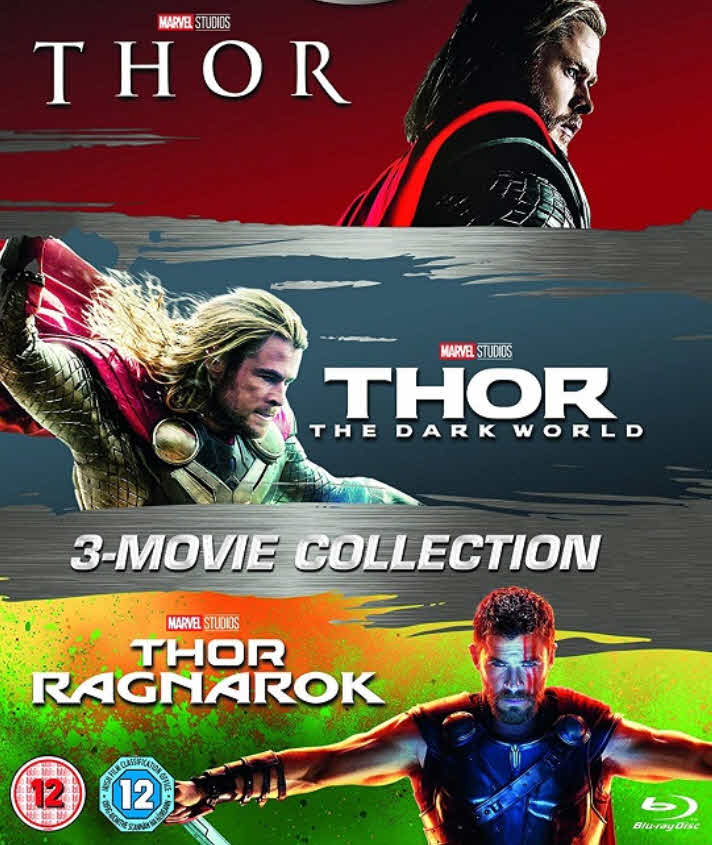 MARVEL STUDIOS
THOR
MARVEL STUDIOS
THOR
THE DARK WORLD
3-MOVIE COLLECTION
MARVEL STUDIOS
THOR
RAGNAROK
12
12
Blu-ray Disc